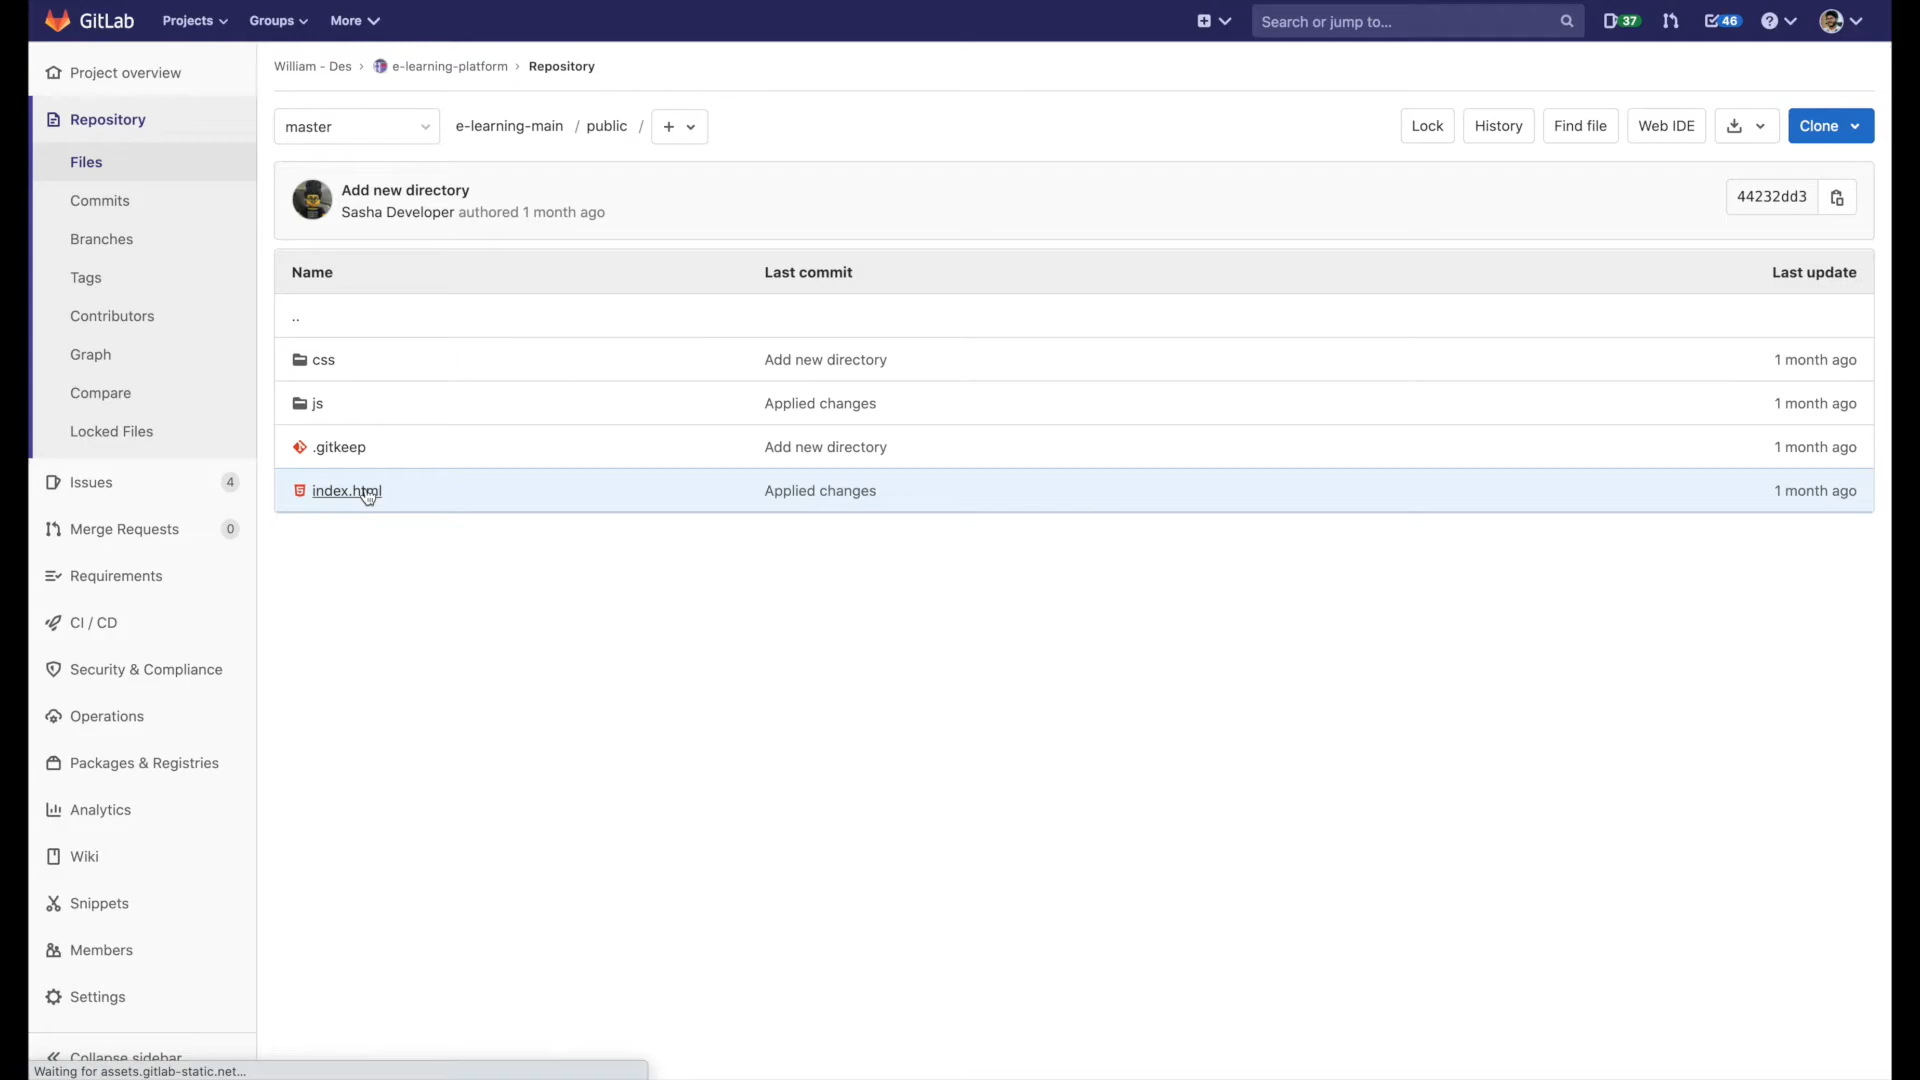 GitLab Projects Groups More Search or jump to... 37 46
Project overview
Repository
Files
Commits
Branches
Tags
Contributors
Graph
Compare
Locked Files
Issues 4
Merge Requests 0
Requirements
CI / CD
Security & Compliance
Operations
Packages & Registries
Analytics
Wiki
Snippets
Members
Settings
Collapse sidebar
William - Des › e-learning-platform › Repository
master e-learning-main / public / + Lock History Find file Web IDE Clone
Add new directory
Sasha Developer authored 1 month ago 44232dd3
Name Last commit Last update
..
css Add new directory 1 month ago
js Applied changes 1 month ago
.gitkeep Add new directory 1 month ago
index.html Applied changes 1 month ago
Waiting for assets.gitlab-static.net...